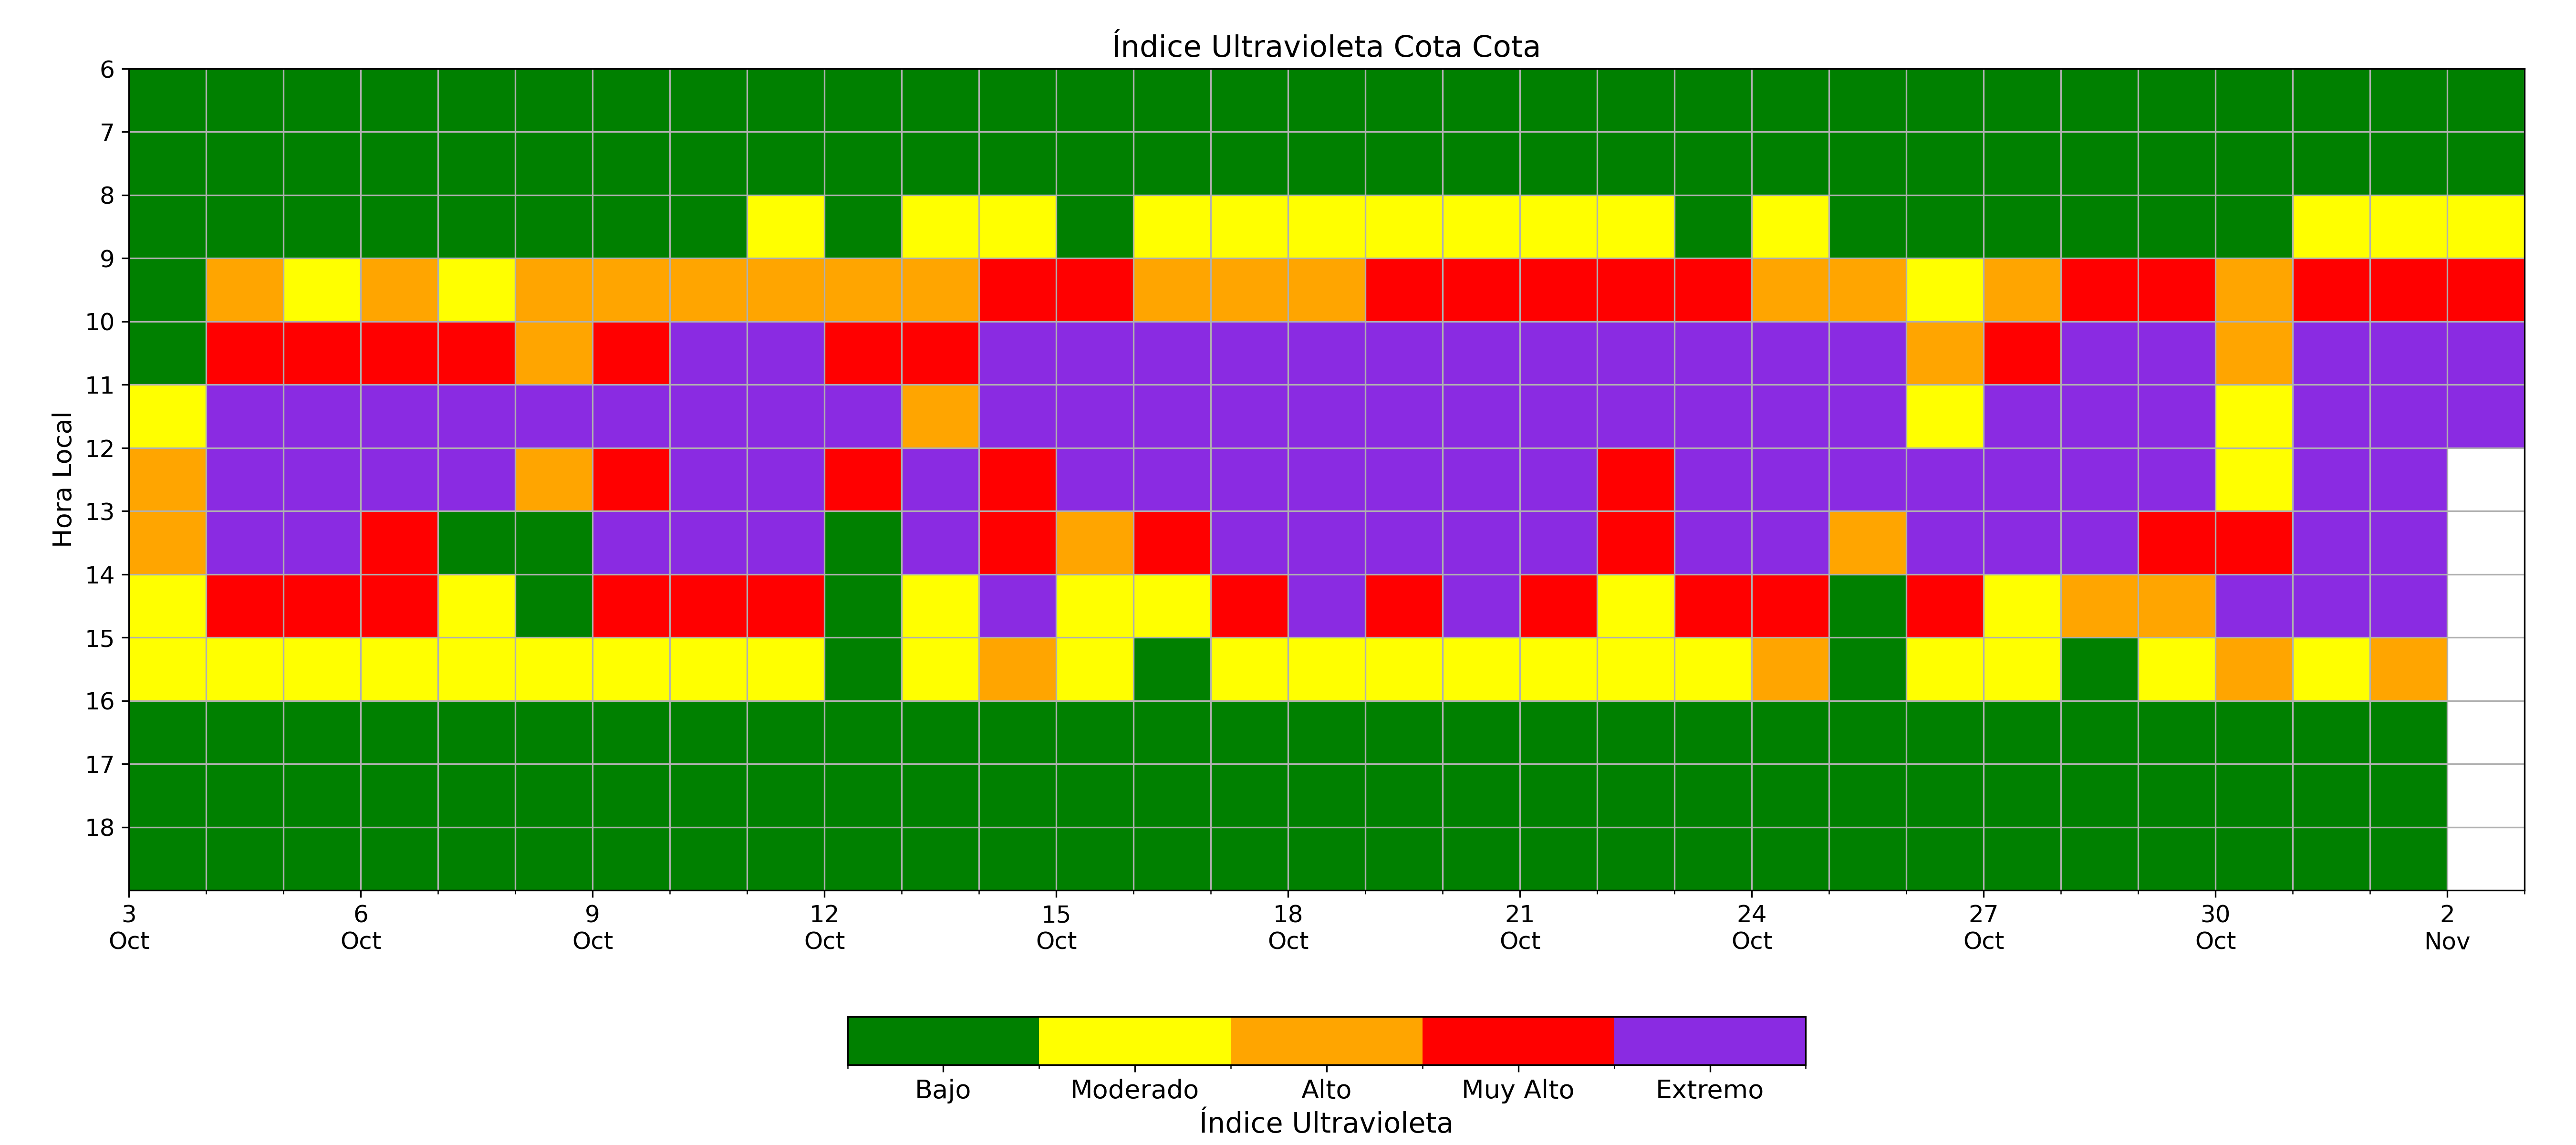 Índice Ultravioleta Cota Cota
6
7
8
9
10
11
12
13
14
15
16
17
18
Hora Local
3 6 9 12 15 18 21 24 27 30 2
Oct Oct Oct Oct Oct Oct Oct Oct Oct Oct Nov
Bajo Moderado Alto Muy Alto Extremo
Índice Ultravioleta